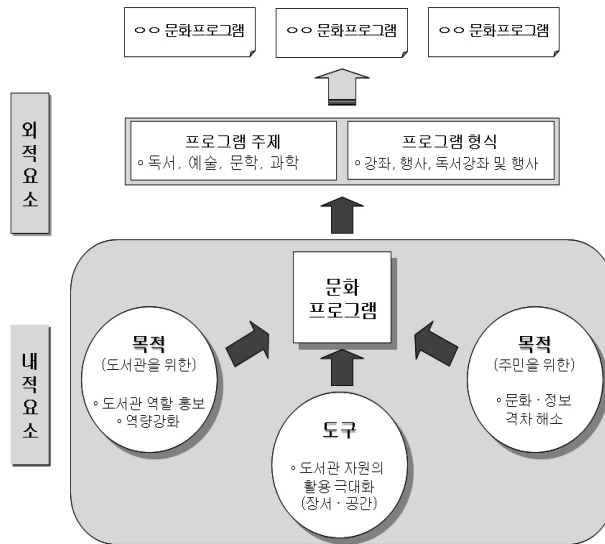 ㅇㅇ 문화프로그램
ㅇㅇ 문화프로그램
ㅇㅇ 문화프로그램
외적요소
프로그램 주제
◦ 독서, 예술, 문학, 과학
프로그램 형식
◦ 강좌, 행사, 독서강좌 및 행사
내적요소
문화
프로그램
목적
(도서관을 위한)
◦ 도서관 역할 홍보
◦ 역량강화
도구
◦ 도서관 자원의
활용 극대화
(장서 · 공간)
목적
(주민을 위한)
◦ 문화 · 정보
격차 해소